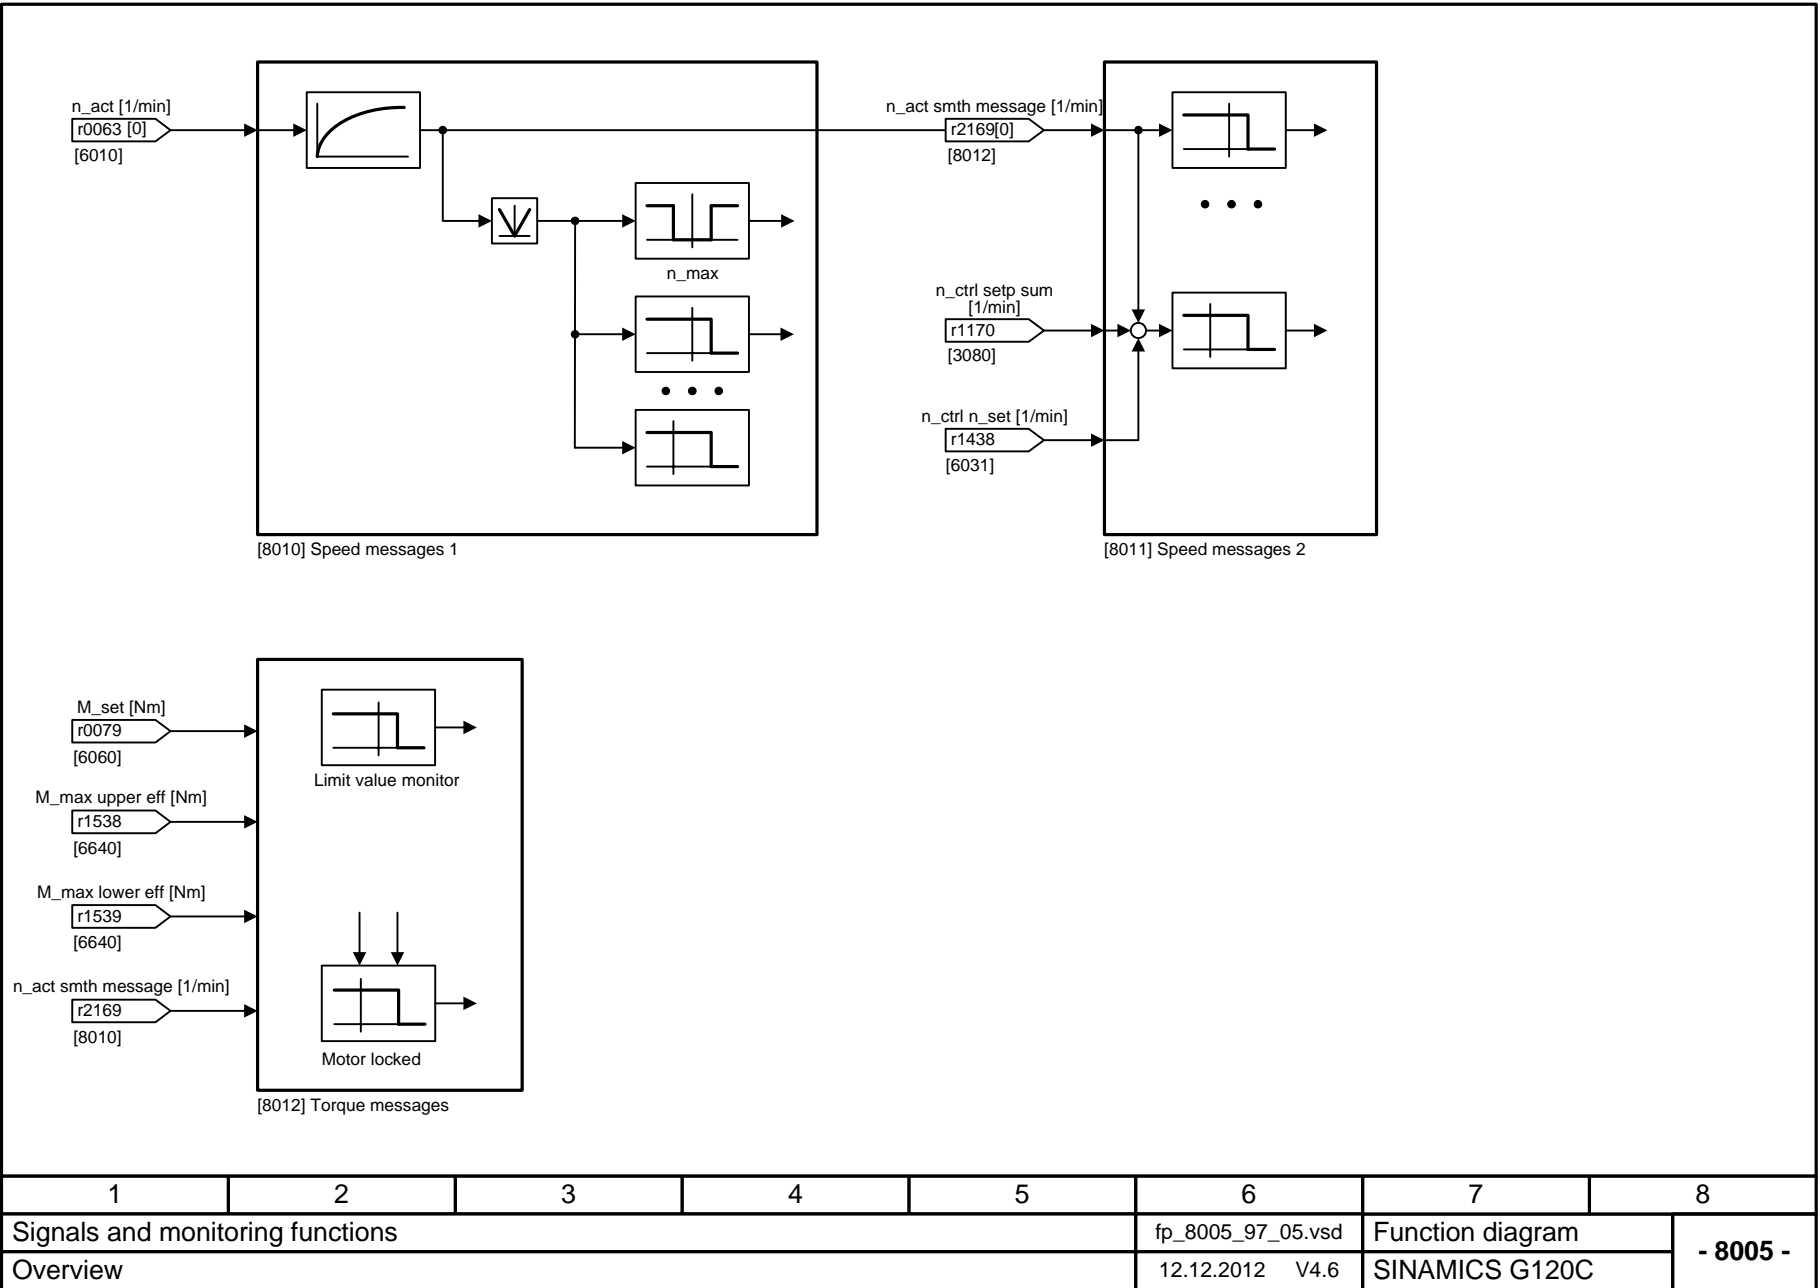 n_act [1/min]
r0063 [0]
[6010]
n_max
[8010] Speed messages 1
n_act smth message [1/min]
r2169[0]
[8012]
n_ctrl setp sum
[1/min]
r1170
[3080]
n_ctrl n_set [1/min]
r1438
[6031]
[8011] Speed messages 2
M_set [Nm]
r0079
[6060]
M_max upper eff [Nm]
r1538
[6640]
M_max lower eff [Nm]
r1539
[6640]
n_act smth message [1/min]
r2169
[8010]
Limit value monitor
Motor locked
[8012] Torque messages
1 2 3 4 5 6 7 8
Signals and monitoring functions fp_8005_97_05.vsd Function diagram
- 8005 -
Overview 12.12.2012 V4.6 SINAMICS G120C